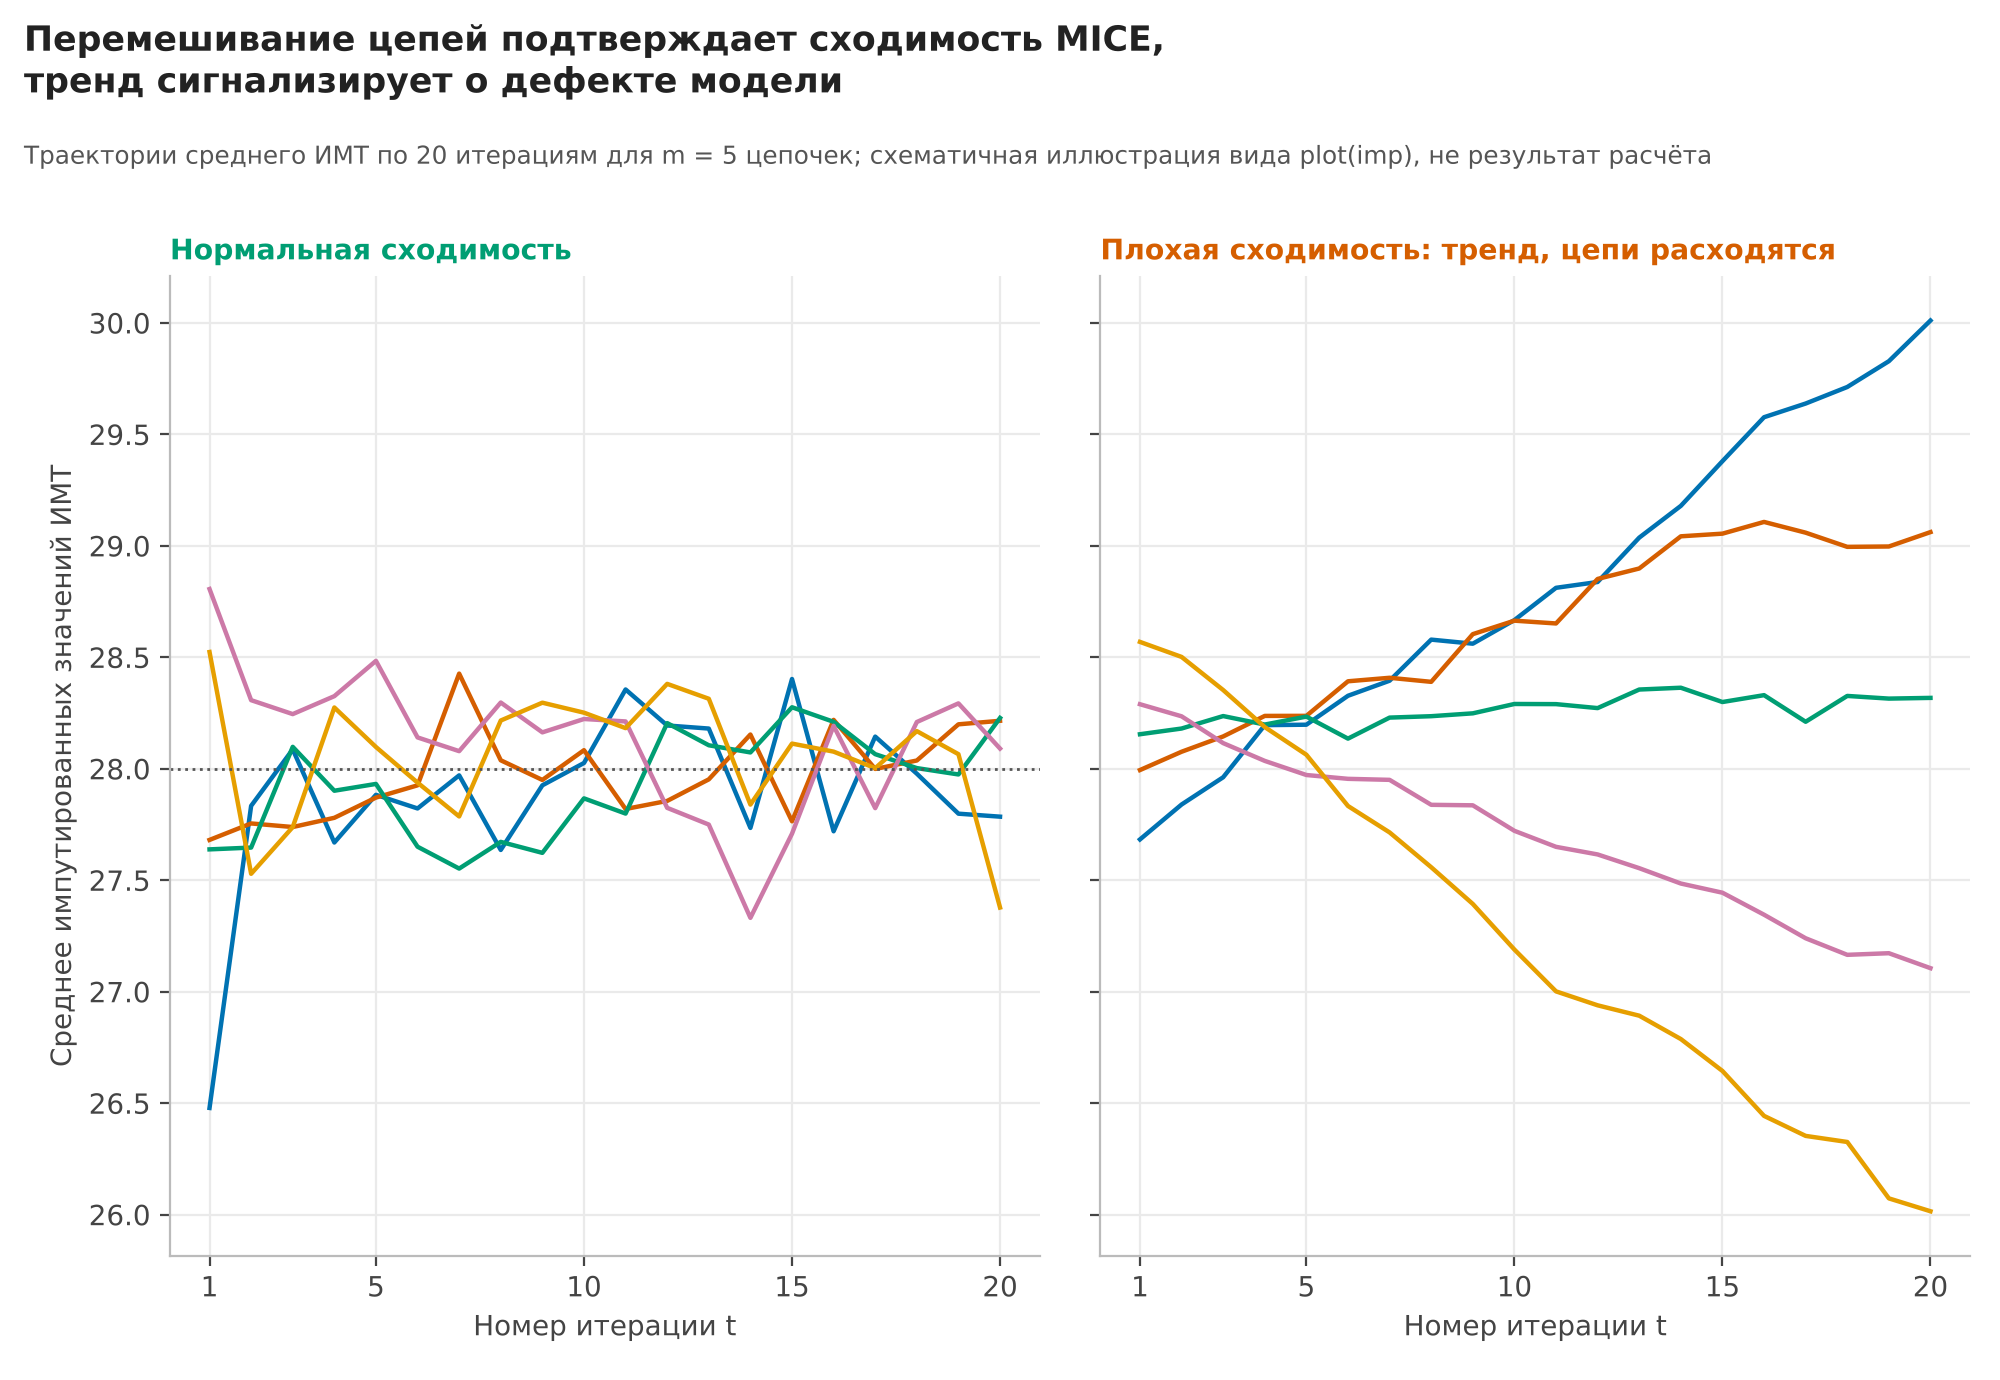 Перемешивание цепей подтверждает сходимость MICE,
тренд сигнализирует о дефекте модели
Траектории среднего ИМТ по 20 итерациям для m = 5 цепочек; схематичная иллюстрация вида plot(imp), не результат расчёта
Нормальная сходимость
Плохая сходимость: тренд, цепи расходятся
Среднее импутированных значений ИМТ
30.0
29.5
29.0
28.5
28.0
27.5
27.0
26.5
26.0
1 5 10 15 20
1 5 10 15 20
Номер итерации t
Номер итерации t